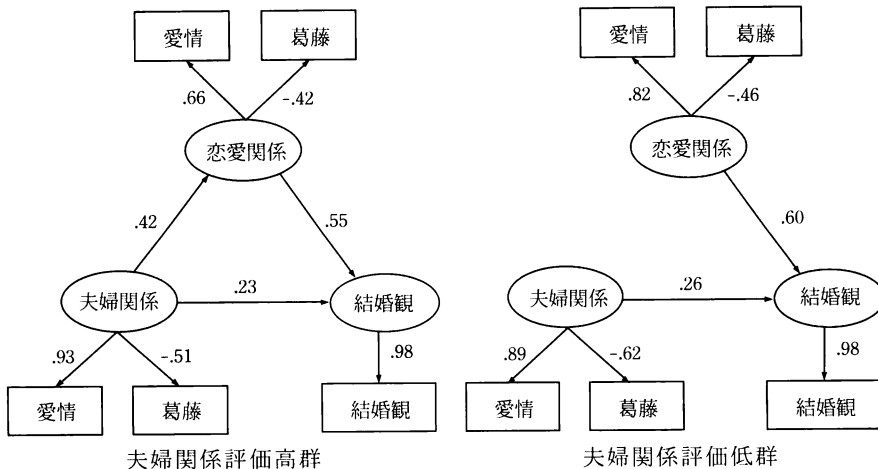 愛情
葛藤
.66
-.42
恋愛関係
.42
.55
夫婦関係
.23
結婚観
.93
-.51
.98
愛情
葛藤
結婚観
夫婦関係評価高群
愛情
葛藤
.82
-.46
恋愛関係
.60
夫婦関係
.26
結婚観
.89
-.62
.98
愛情
葛藤
結婚観
夫婦関係評価低群